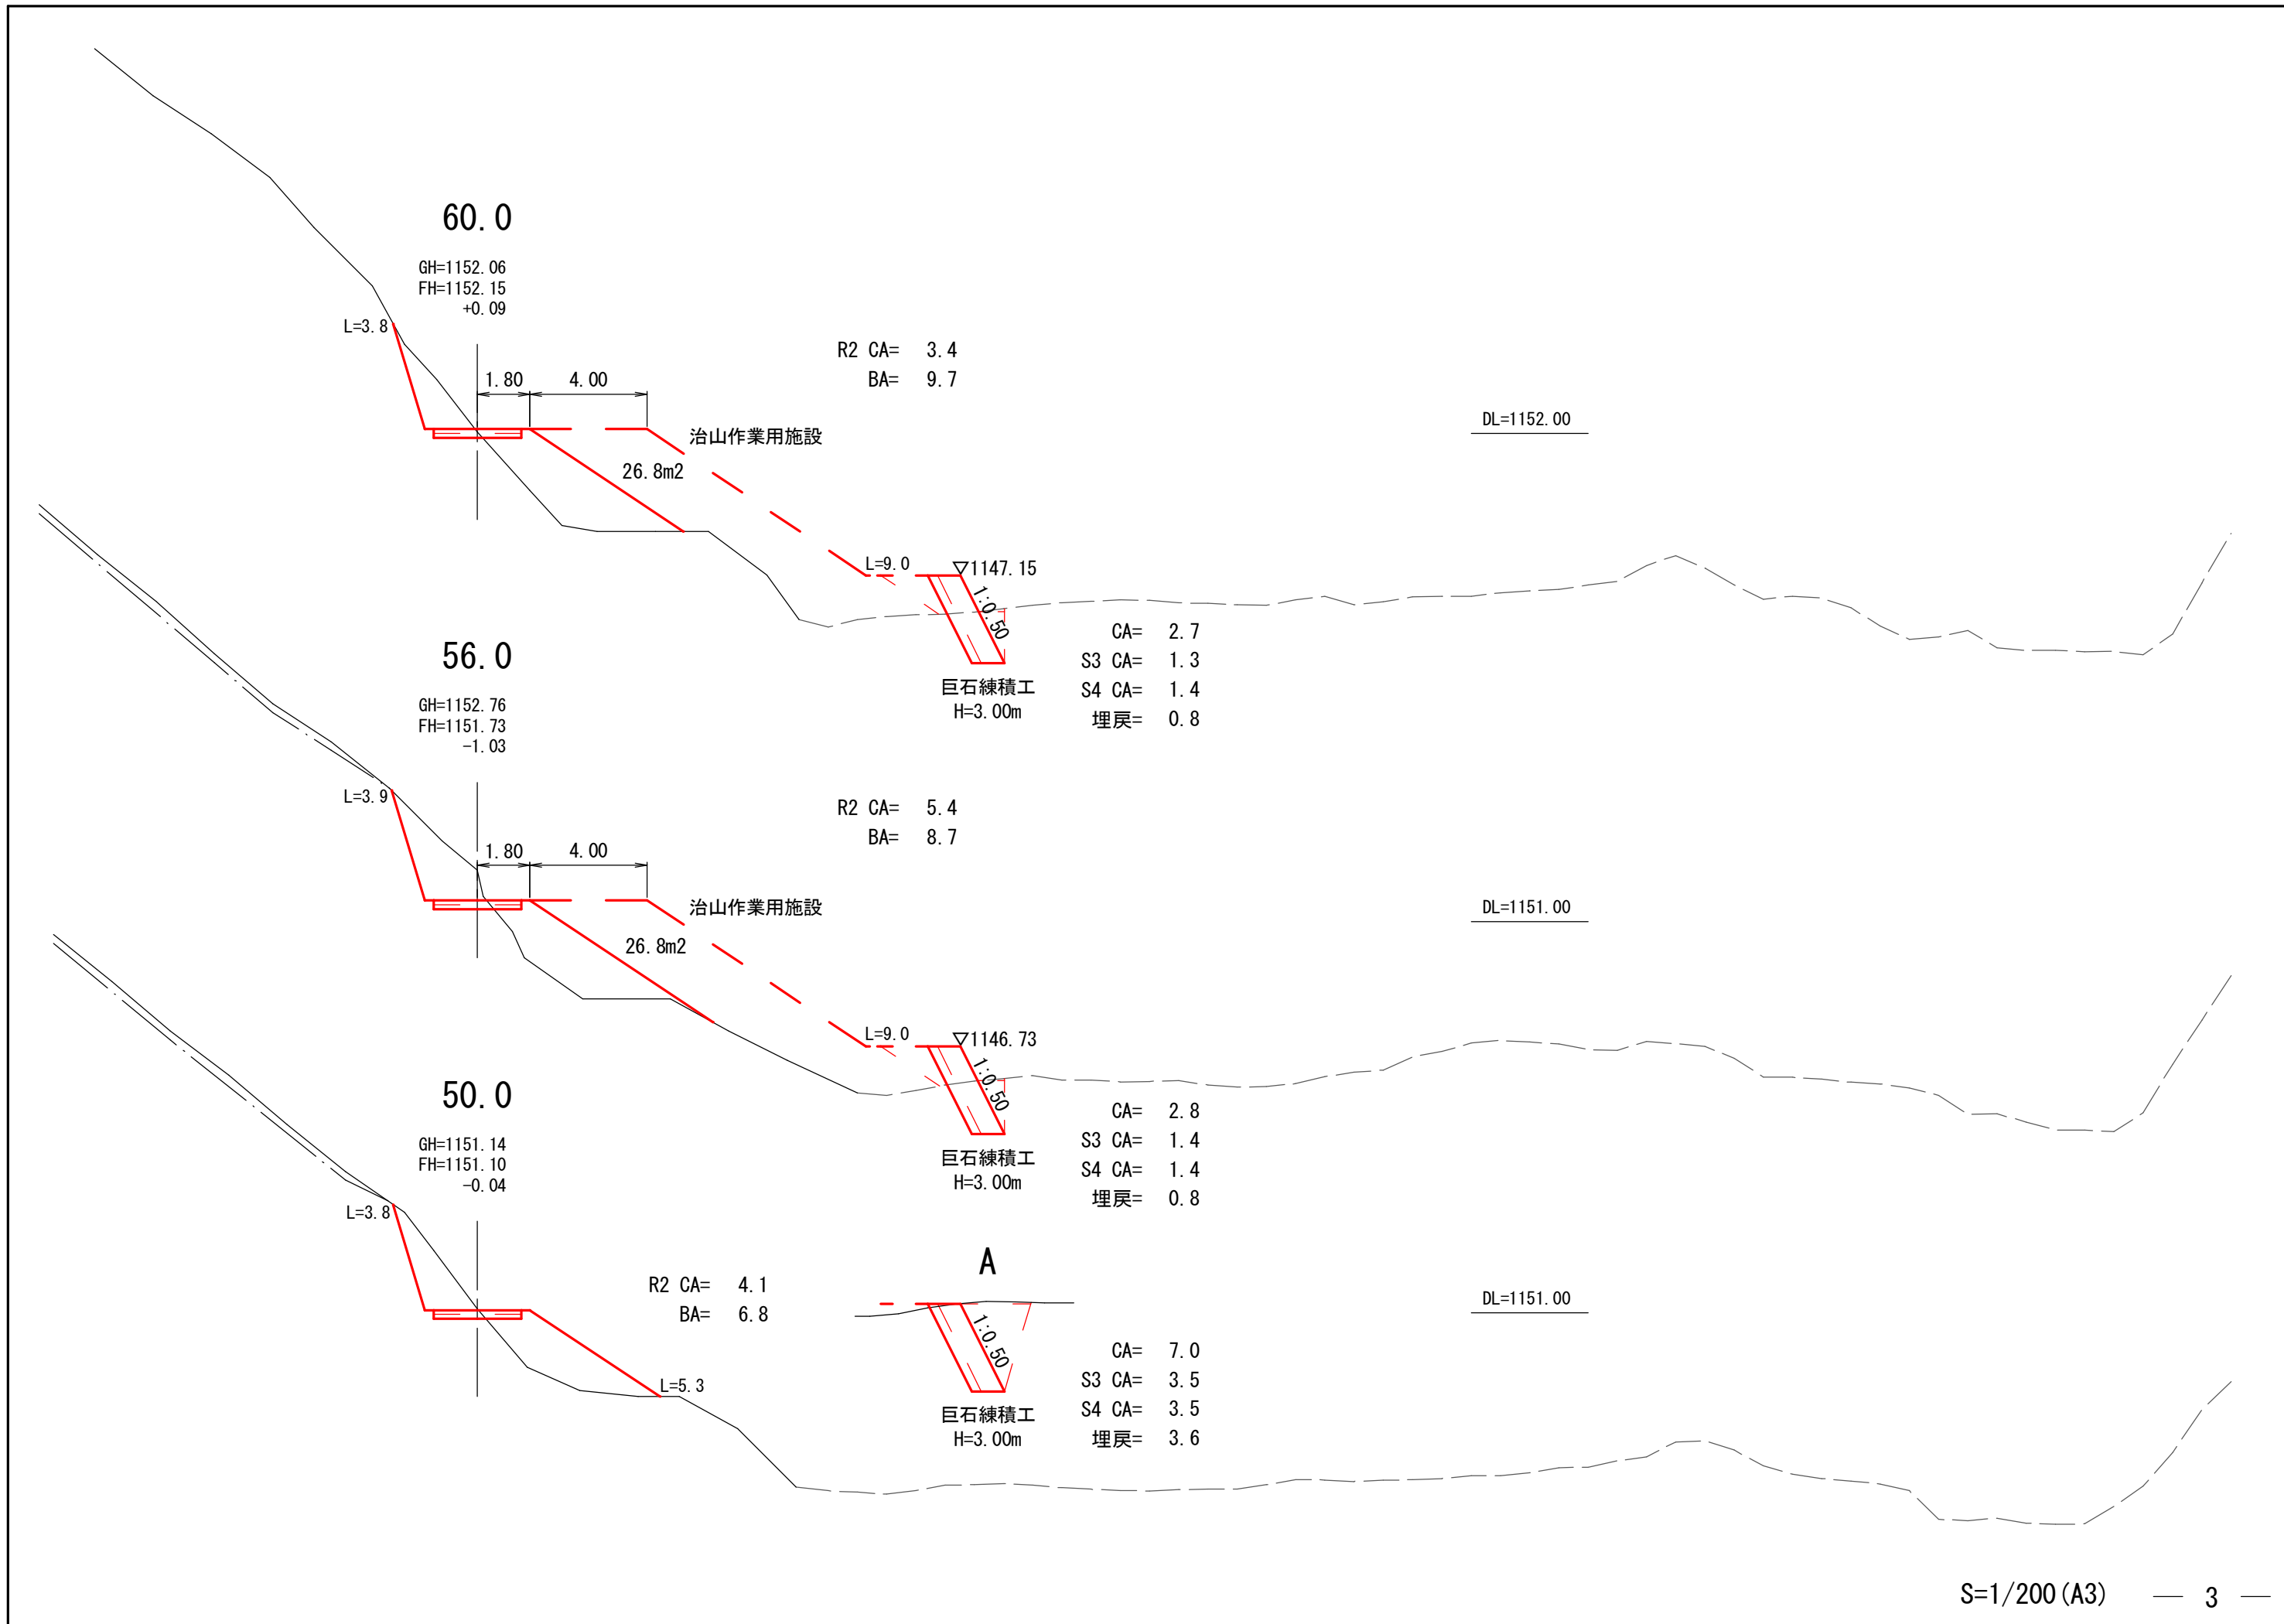 60.0
GH=1152.06
FH=1152.15
+0.09
L=3.8
1.80
4.00
R2 CA= 3.4
BA= 9.7
治山作業用施設
26.8m2
DL=1152.00
L=9.0
▽1147.15
1:0.50
巨石練積工
H=3.00m
CA= 2.7
S3 CA= 1.3
S4 CA= 1.4
埋戻= 0.8
56.0
GH=1152.76
FH=1151.73
-1.03
L=3.9
1.80
4.00
R2 CA= 5.4
BA= 8.7
治山作業用施設
26.8m2
DL=1151.00
L=9.0
▽1146.73
1:0.50
巨石練積工
H=3.00m
CA= 2.8
S3 CA= 1.4
S4 CA= 1.4
埋戻= 0.8
50.0
GH=1151.14
FH=1151.10
-0.04
L=3.8
R2 CA= 4.1
BA= 6.8
L=5.3
A
1:0.50
巨石練積工
H=3.00m
CA= 7.0
S3 CA= 3.5
S4 CA= 3.5
埋戻= 3.6
DL=1151.00
S=1/200(A3)
— 3 —